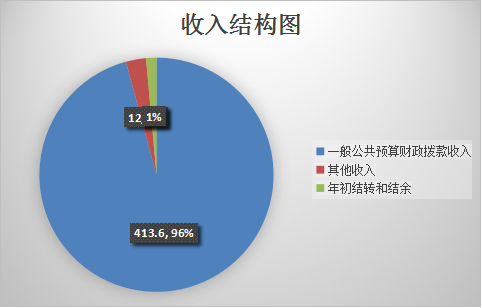 收入结构图
12
1%
413.6, 96%
一般公共预算财政拨款收入
其他收入
年初结转和结余